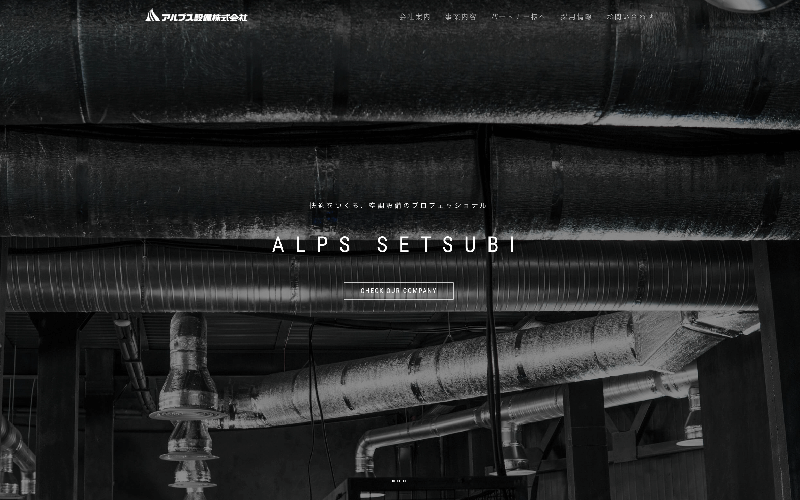 アルプス設備株式会社
会社案内 事業内容 パートナー様へ 採用情報 お問い合わせ
快適をつくる、空調設備のプロフェッショナル
ALPS SETSUBI
CHECK OUR COMPANY